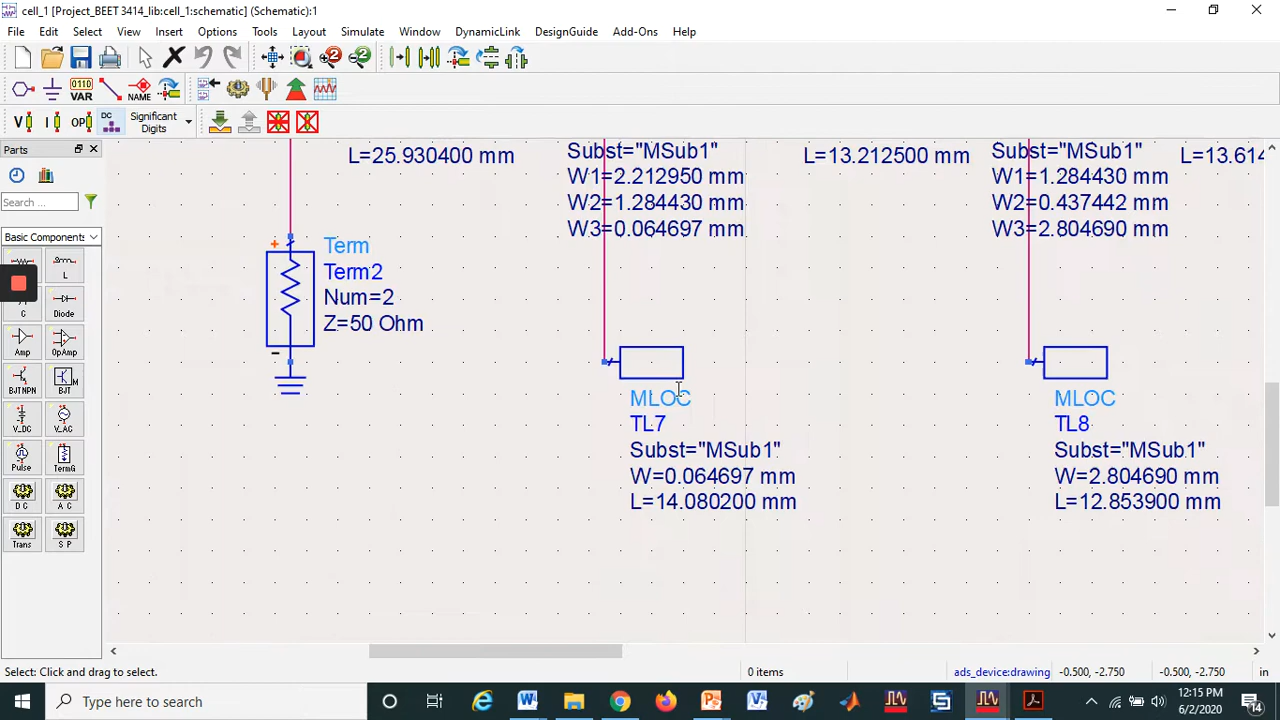 cell_1 [Project_BEET 3414_lib:cell_1:schematic] (Schematic):1
File Edit Select View Insert Options Tools Layout Simulate Window DynamicLink DesignGuide Add-Ons Help
VAR
NAME
V I OP DC Significant Digits
Parts
Search ...
Basic Components
L
C Diode
Amp OpAmp
BJTNPN BJT
V_DC V_AC
Pulse TermG
D C A C
Trans S P
L=25.930400 mm
Subst="MSub1"
W1=2.212950 mm
W2=1.284430 mm
W3=0.064697 mm
L=13.212500 mm
Subst="MSub1"
W1=1.284430 mm
W2=0.437442 mm
W3=2.804690 mm
L=13.614
Term
Term2
Num=2
Z=50 Ohm
MLOC
TL7
Subst="MSub1"
W=0.064697 mm
L=14.080200 mm
MLOC
TL8
Subst="MSub1"
W=2.804690 mm
L=12.853900 mm
Select: Click and drag to select.
0 items
ads_device:drawing
-0.500, -2.750
-0.500, -2.750
in
Type here to search
12:15 PM
6/2/2020
14